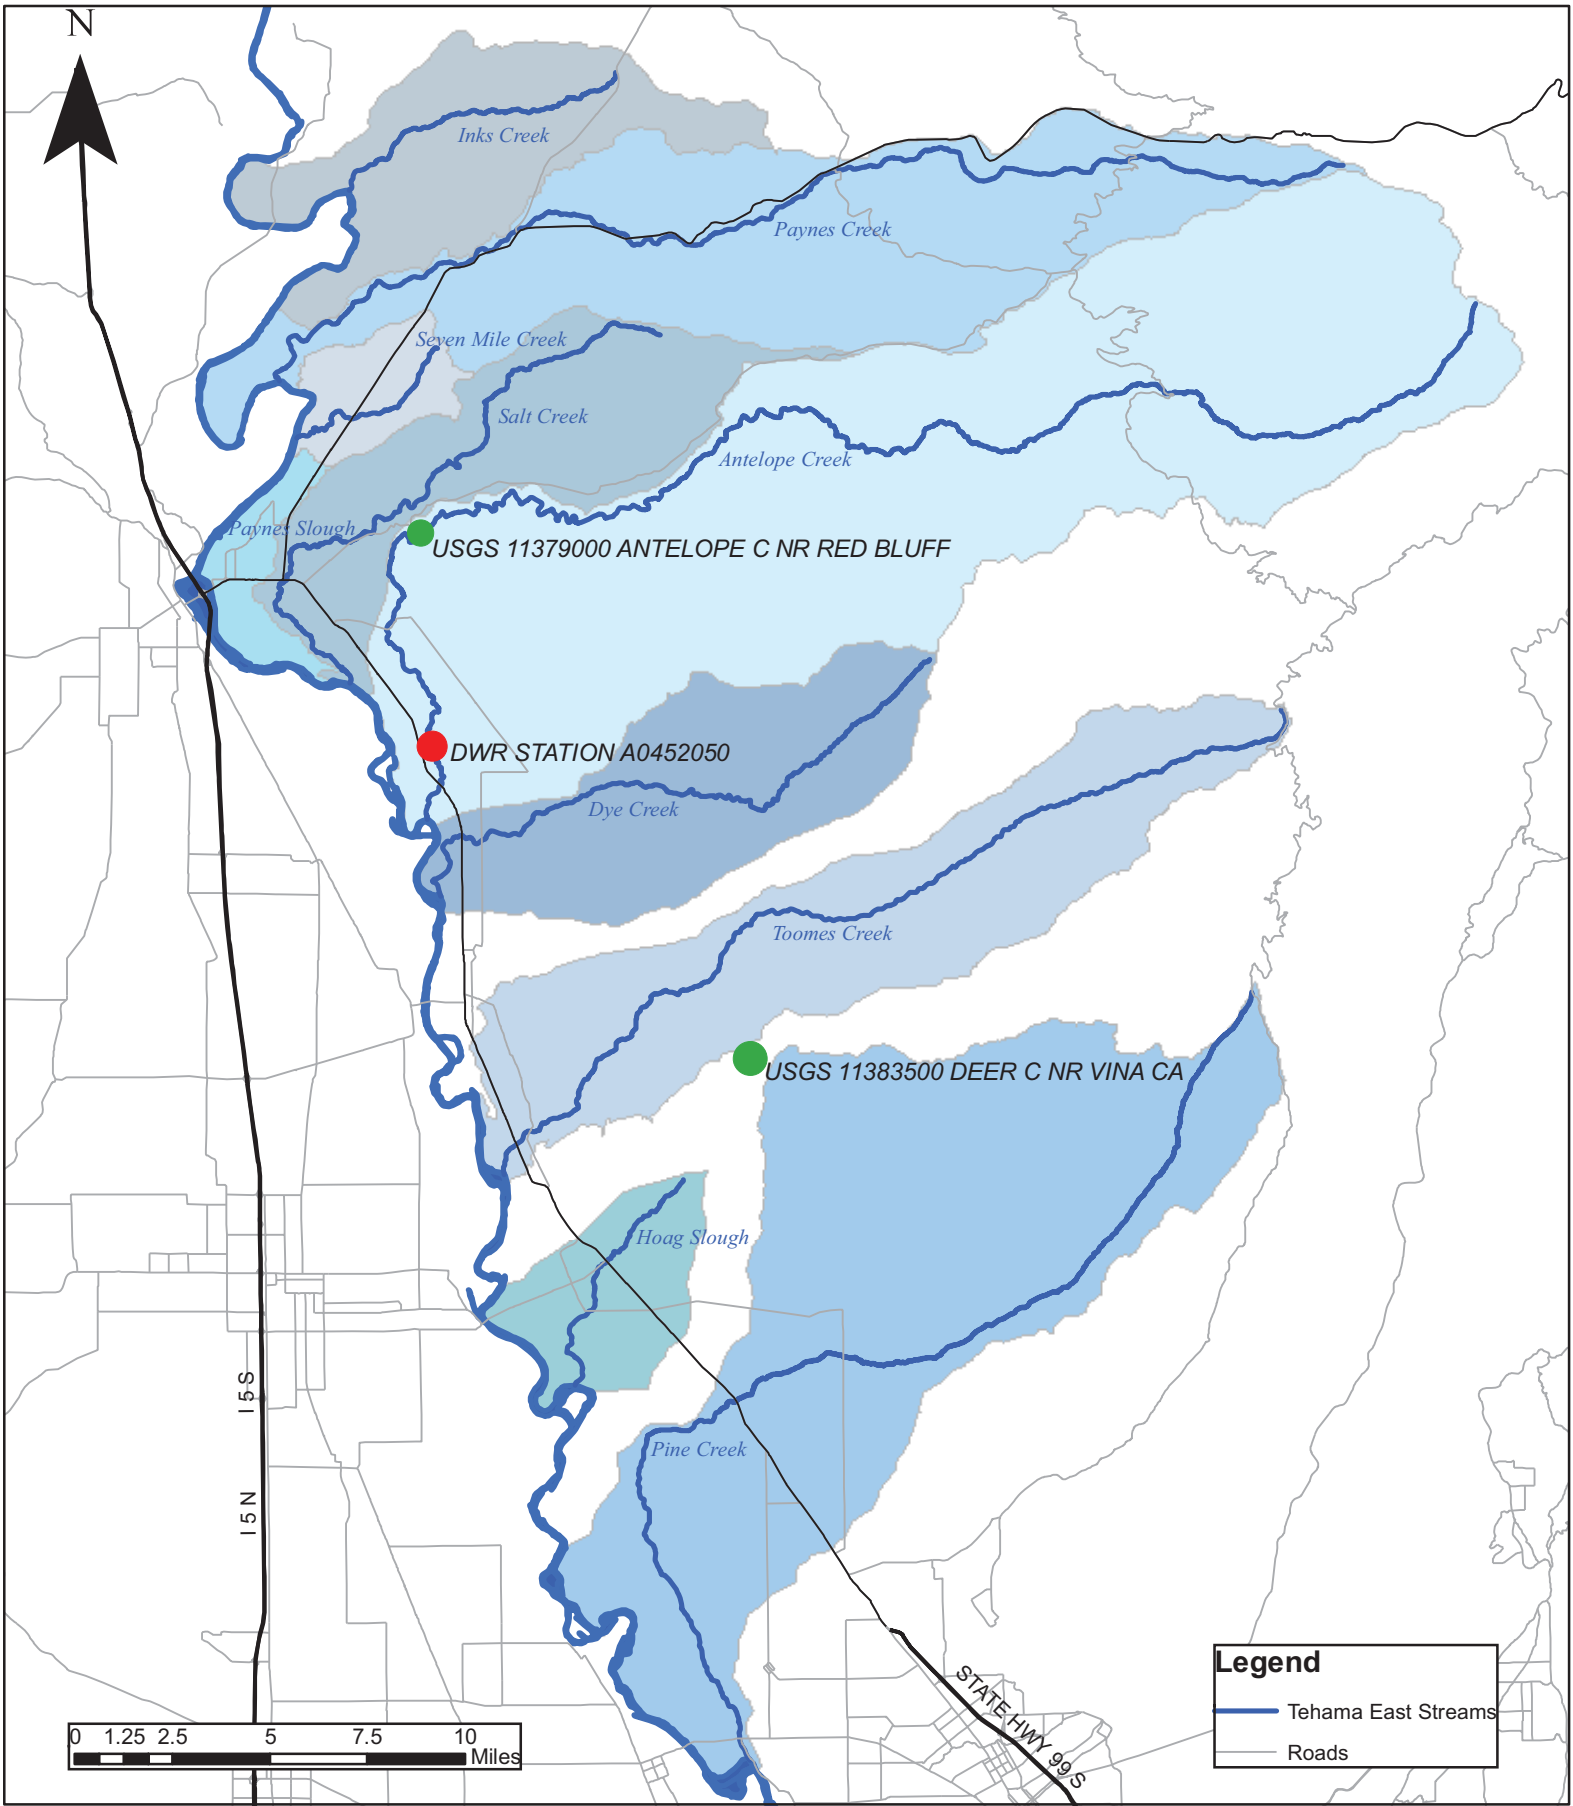 N
Inks Creek
Paynes Creek
Seven Mile Creek
Salt Creek
Antelope Creek
Paynes Slough
USGS 11379000 ANTELOPE C NR RED BLUFF
DWR STATION A0452050
Dye Creek
Toomes Creek
USGS 11383500 DEER C NR VINA CA
Hoag Slough
I 5 S
Pine Creek
I 5 N
STATE HWY 99 S
Legend
Tehama East Streams
Roads
0 1.25 2.5 5 7.5 10
Miles